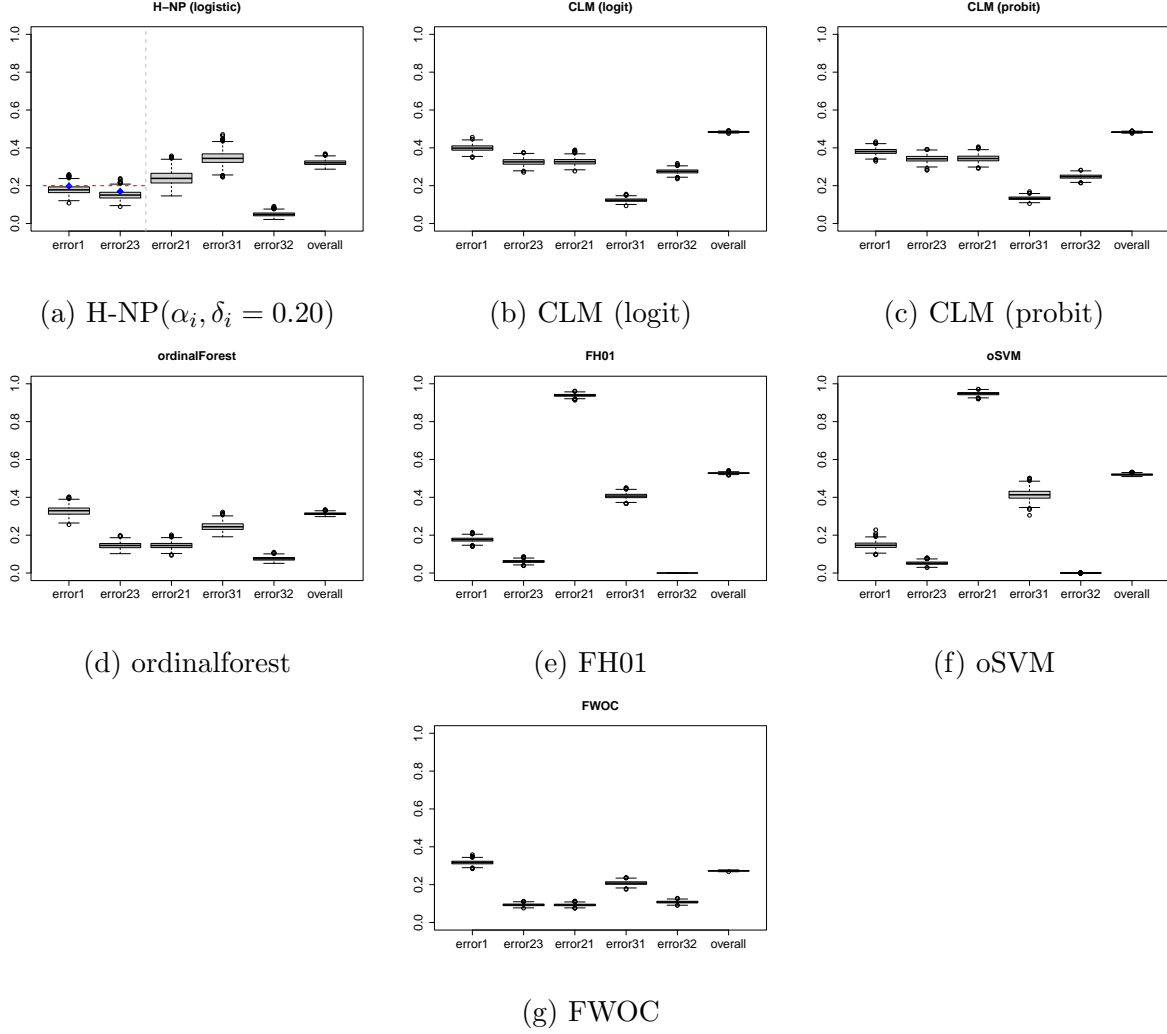 H−NP (logistic)
0.0 0.2 0.4 0.6 0.8 1.0
error1 error23 error21 error31 error32 overall
(a) H-NP(αᵢ, δᵢ = 0.20)
CLM (logit)
0.0 0.2 0.4 0.6 0.8 1.0
error1 error23 error21 error31 error32 overall
(b) CLM (logit)
CLM (probit)
0.0 0.2 0.4 0.6 0.8 1.0
error1 error23 error21 error31 error32 overall
(c) CLM (probit)
ordinalForest
0.0 0.2 0.4 0.6 0.8 1.0
error1 error23 error21 error31 error32 overall
(d) ordinalforest
FH01
0.0 0.2 0.4 0.6 0.8 1.0
error1 error23 error21 error31 error32 overall
(e) FH01
oSVM
0.0 0.2 0.4 0.6 0.8 1.0
error1 error23 error21 error31 error32 overall
(f) oSVM
FWOC
0.0 0.2 0.4 0.6 0.8 1.0
error1 error23 error21 error31 error32 overall
(g) FWOC